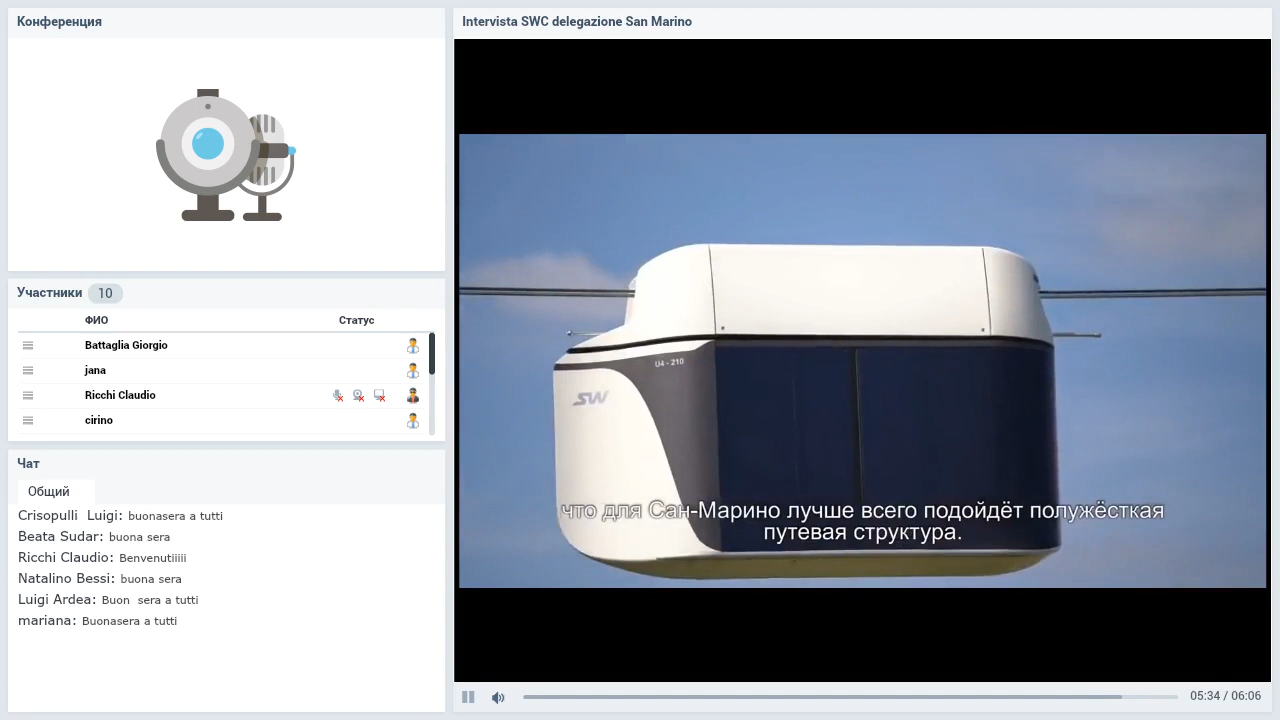 Конференция
Участники 10
ФИО Статус
Battaglia Giorgio
jana
Ricchi Claudio
cirino
Чат
Общий
Crisopulli Luigi: buonasera a tutti
Beata Sudar: buona sera
Ricchi Claudio: Benvenutiiiii
Natalino Bessi: buona sera
Luigi Ardea: Buon sera a tutti
mariana: Buonasera a tutti
Intervista SWC delegazione San Marino
U4 - 210
SW
что для Сан-Марино лучше всего подойдёт полужёсткая
путевая структура.
05:34 / 06:06